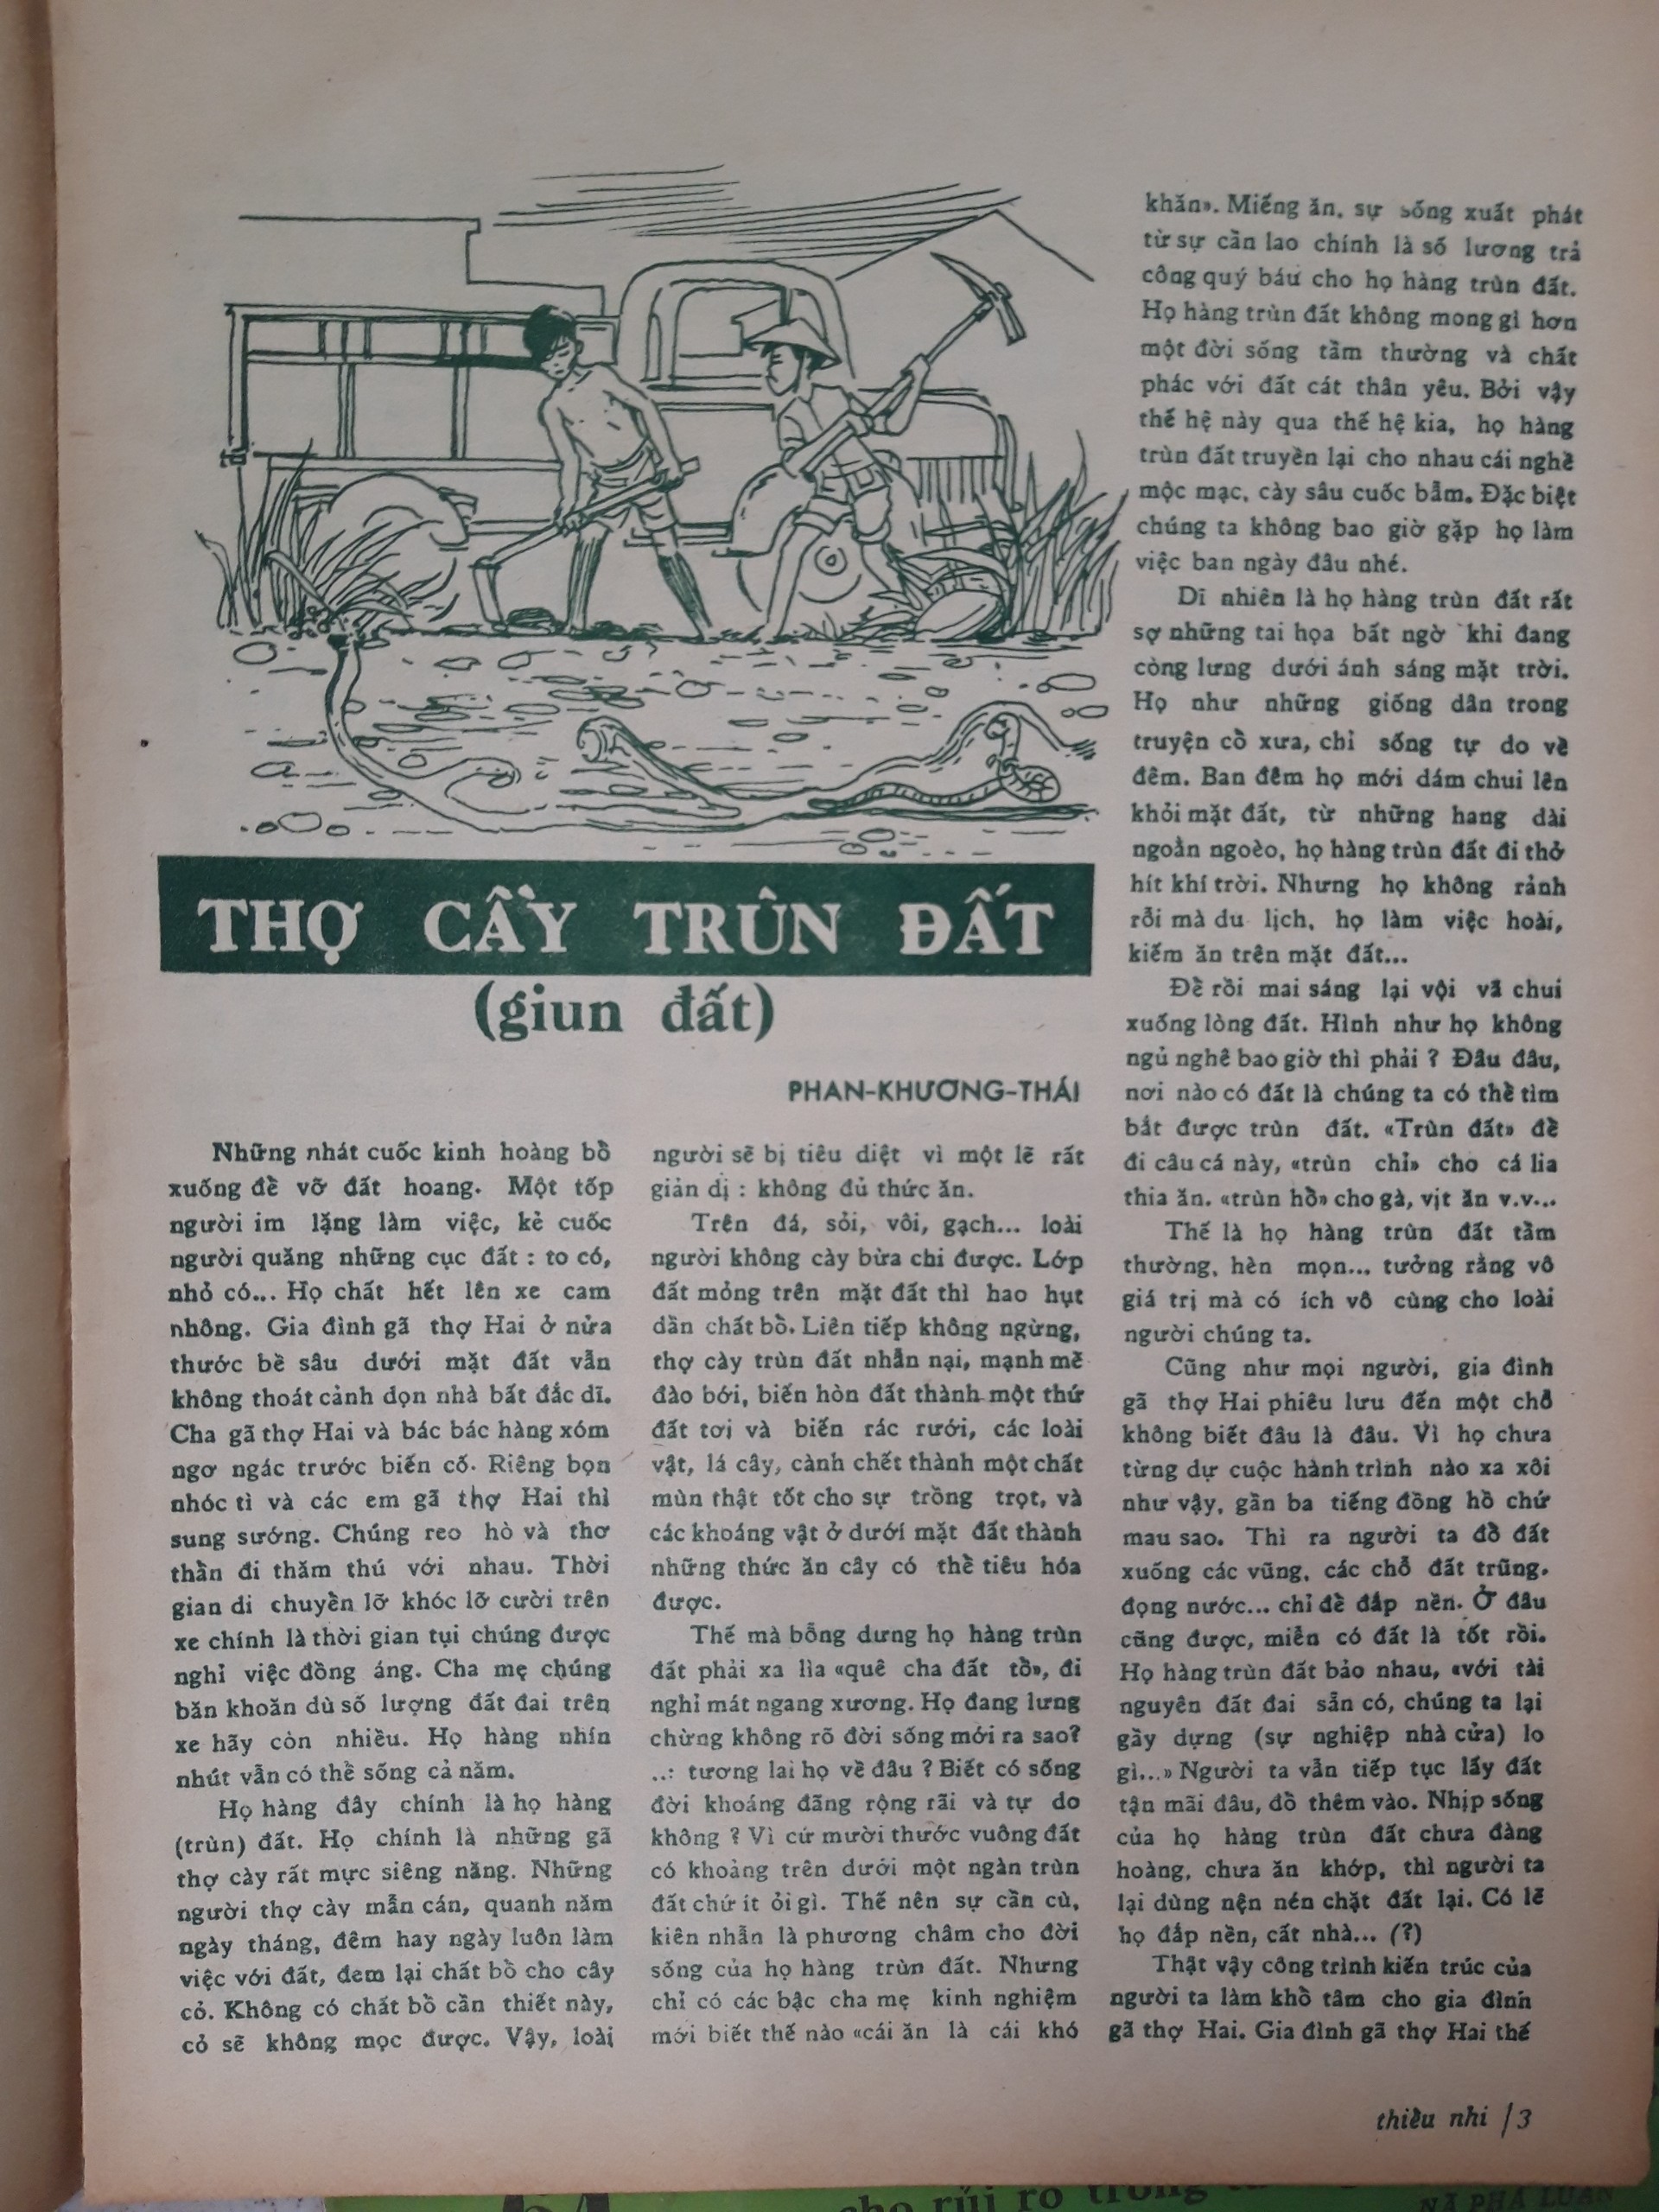 THỢ CẦY TRÙN ĐẤT
(giun đất)
PHAN-KHƯƠNG-THÁI
Những nhát cuốc kinh hoàng bổ
xuống để vỡ đất hoang. Một tốp
người im lặng làm việc, kẻ cuốc
người quăng những cục đất : to có,
nhỏ có... Họ chất hết lên xe cam
nhông. Gia đình gã thợ Hai ở nửa
thước bề sâu dưới mặt đất vẫn
không thoát cảnh dọn nhà bất đắc dĩ.
Cha gã thợ Hai và bác bác hàng xóm
ngơ ngác trước biến cố. Riêng bọn
nhóc tì và các em gã thợ Hai thì
sung sướng. Chúng reo hò và thơ
thần đi thăm thú với nhau. Thời
gian di chuyển lỡ khóc lỡ cười trên
xe chính là thời gian tụi chúng được
nghỉ việc đồng áng. Cha mẹ chúng
băn khoăn dù số lượng đất đai trên
xe hãy còn nhiều. Họ hàng nhín
nhút vẫn có thể sống cả năm.
Họ hàng đây chính là họ hàng
(trùn) đất. Họ chính là những gã
thợ cày rất mực siêng năng. Những
người thợ cày mẫn cán, quanh năm
ngày tháng, đêm hay ngày luôn làm
việc với đất, đem lại chất bổ cho cây
cỏ. Không có chất bổ cần thiết này,
cỏ sẽ không mọc được. Vậy, loài
người sẽ bị tiêu diệt vì một lẽ rất
giản dị : không đủ thức ăn.
Trên đá, sỏi, vôi, gạch... loài
người không cày bừa chi được. Lớp
đất mỏng trên mặt đất thì hao hụt
dần chất bổ. Liên tiếp không ngừng,
thợ cày trùn đất nhẫn nại, mạnh mẽ
đào bới, biến hòn đất thành một thứ
đất tơi và biến rác rưới, các loài
vật, lá cây, cành chết thành một chất
mùn thật tốt cho sự trồng trọt, và
các khoáng vật ở dưới mặt đất thành
những thức ăn cây có thể tiêu hóa
được.
Thế mà bỗng dưng họ hàng trùn
đất phải xa lìa «quê cha đất tổ», đi
nghỉ mát ngang xương. Họ đang lưng
chừng không rõ đời sống mới ra sao?
..: tương lai họ về đâu ? Biết có sống
đời khoáng đãng rộng rãi và tự do
không ? Vì cứ mười thước vuông đất
có khoảng trên dưới một ngàn trùn
đất chứ ít ỏi gì. Thế nên sự cần cù,
kiên nhẫn là phương châm cho đời
sống của họ hàng trùn đất. Nhưng
chỉ có các bậc cha mẹ kinh nghiệm
mới biết thế nào «cái ăn là cái khó
khăn». Miếng ăn, sự sống xuất phát
từ sự cần lao chính là số lương trả
công quý báu cho họ hàng trùn đất.
Họ hàng trùn đất không mong gì hơn
một đời sống tầm thường và chất
phác với đất cát thân yêu. Bởi vậy
thế hệ này qua thế hệ kia, họ hàng
trùn đất truyền lại cho nhau cái nghề
mộc mạc, cày sâu cuốc bẫm. Đặc biệt
chúng ta không bao giờ gặp họ làm
việc ban ngày đâu nhé.
Dĩ nhiên là họ hàng trùn đất rất
sợ những tai họa bất ngờ khi đang
còng lưng dưới ánh sáng mặt trời.
Họ như những giống dân trong
truyện cổ xưa, chỉ sống tự do về
đêm. Ban đêm họ mới dám chui lên
khỏi mặt đất, từ những hang dài
ngoằn ngoèo, họ hàng trùn đất đi thở
hít khí trời. Nhưng họ không rảnh
rỗi mà du lịch, họ làm việc hoài,
kiếm ăn trên mặt đất...
Để rồi mai sáng lại vội vã chui
xuống lòng đất. Hình như họ không
ngủ nghê bao giờ thì phải ? Đâu đâu,
nơi nào có đất là chúng ta có thể tìm
bắt được trùn đất. «Trùn đất» để
đi câu cá này, «trùn chỉ» cho cá lia
thia ăn. «trùn hổ» cho gà, vịt ăn v.v...
Thế là họ hàng trùn đất tầm
thường, hèn mọn... tưởng rằng vô
giá trị mà có ích vô cùng cho loài
người chúng ta.
Cũng như mọi người, gia đình
gã thợ Hai phiêu lưu đến một chỗ
không biết đâu là đâu. Vì họ chưa
từng dự cuộc hành trình nào xa xôi
như vậy, gần ba tiếng đồng hồ chứ
mau sao. Thì ra người ta đổ đất
xuống các vũng, các chỗ đất trũng.
đọng nước... chỉ để đắp nền. Ở đâu
cũng được, miễn có đất là tốt rồi.
Họ hàng trùn đất bảo nhau, «với tài
nguyên đất đai sẵn có, chúng ta lại
gầy dựng (sự nghiệp nhà cửa) lo
gì...» Người ta vẫn tiếp tục lấy đất
tận mãi đâu, đổ thêm vào. Nhịp sống
của họ hàng trùn đất chưa đàng
hoàng, chưa ăn khớp, thì người ta
lại dùng nện nén chặt đất lại. Có lẽ
họ đắp nền, cất nhà... (?)
Thật vậy công trình kiến trúc của
người ta làm khổ tâm cho gia đình
gã thợ Hai. Gia đình gã thợ Hai thế
thiếu nhi / 3
cho rủi ro trong